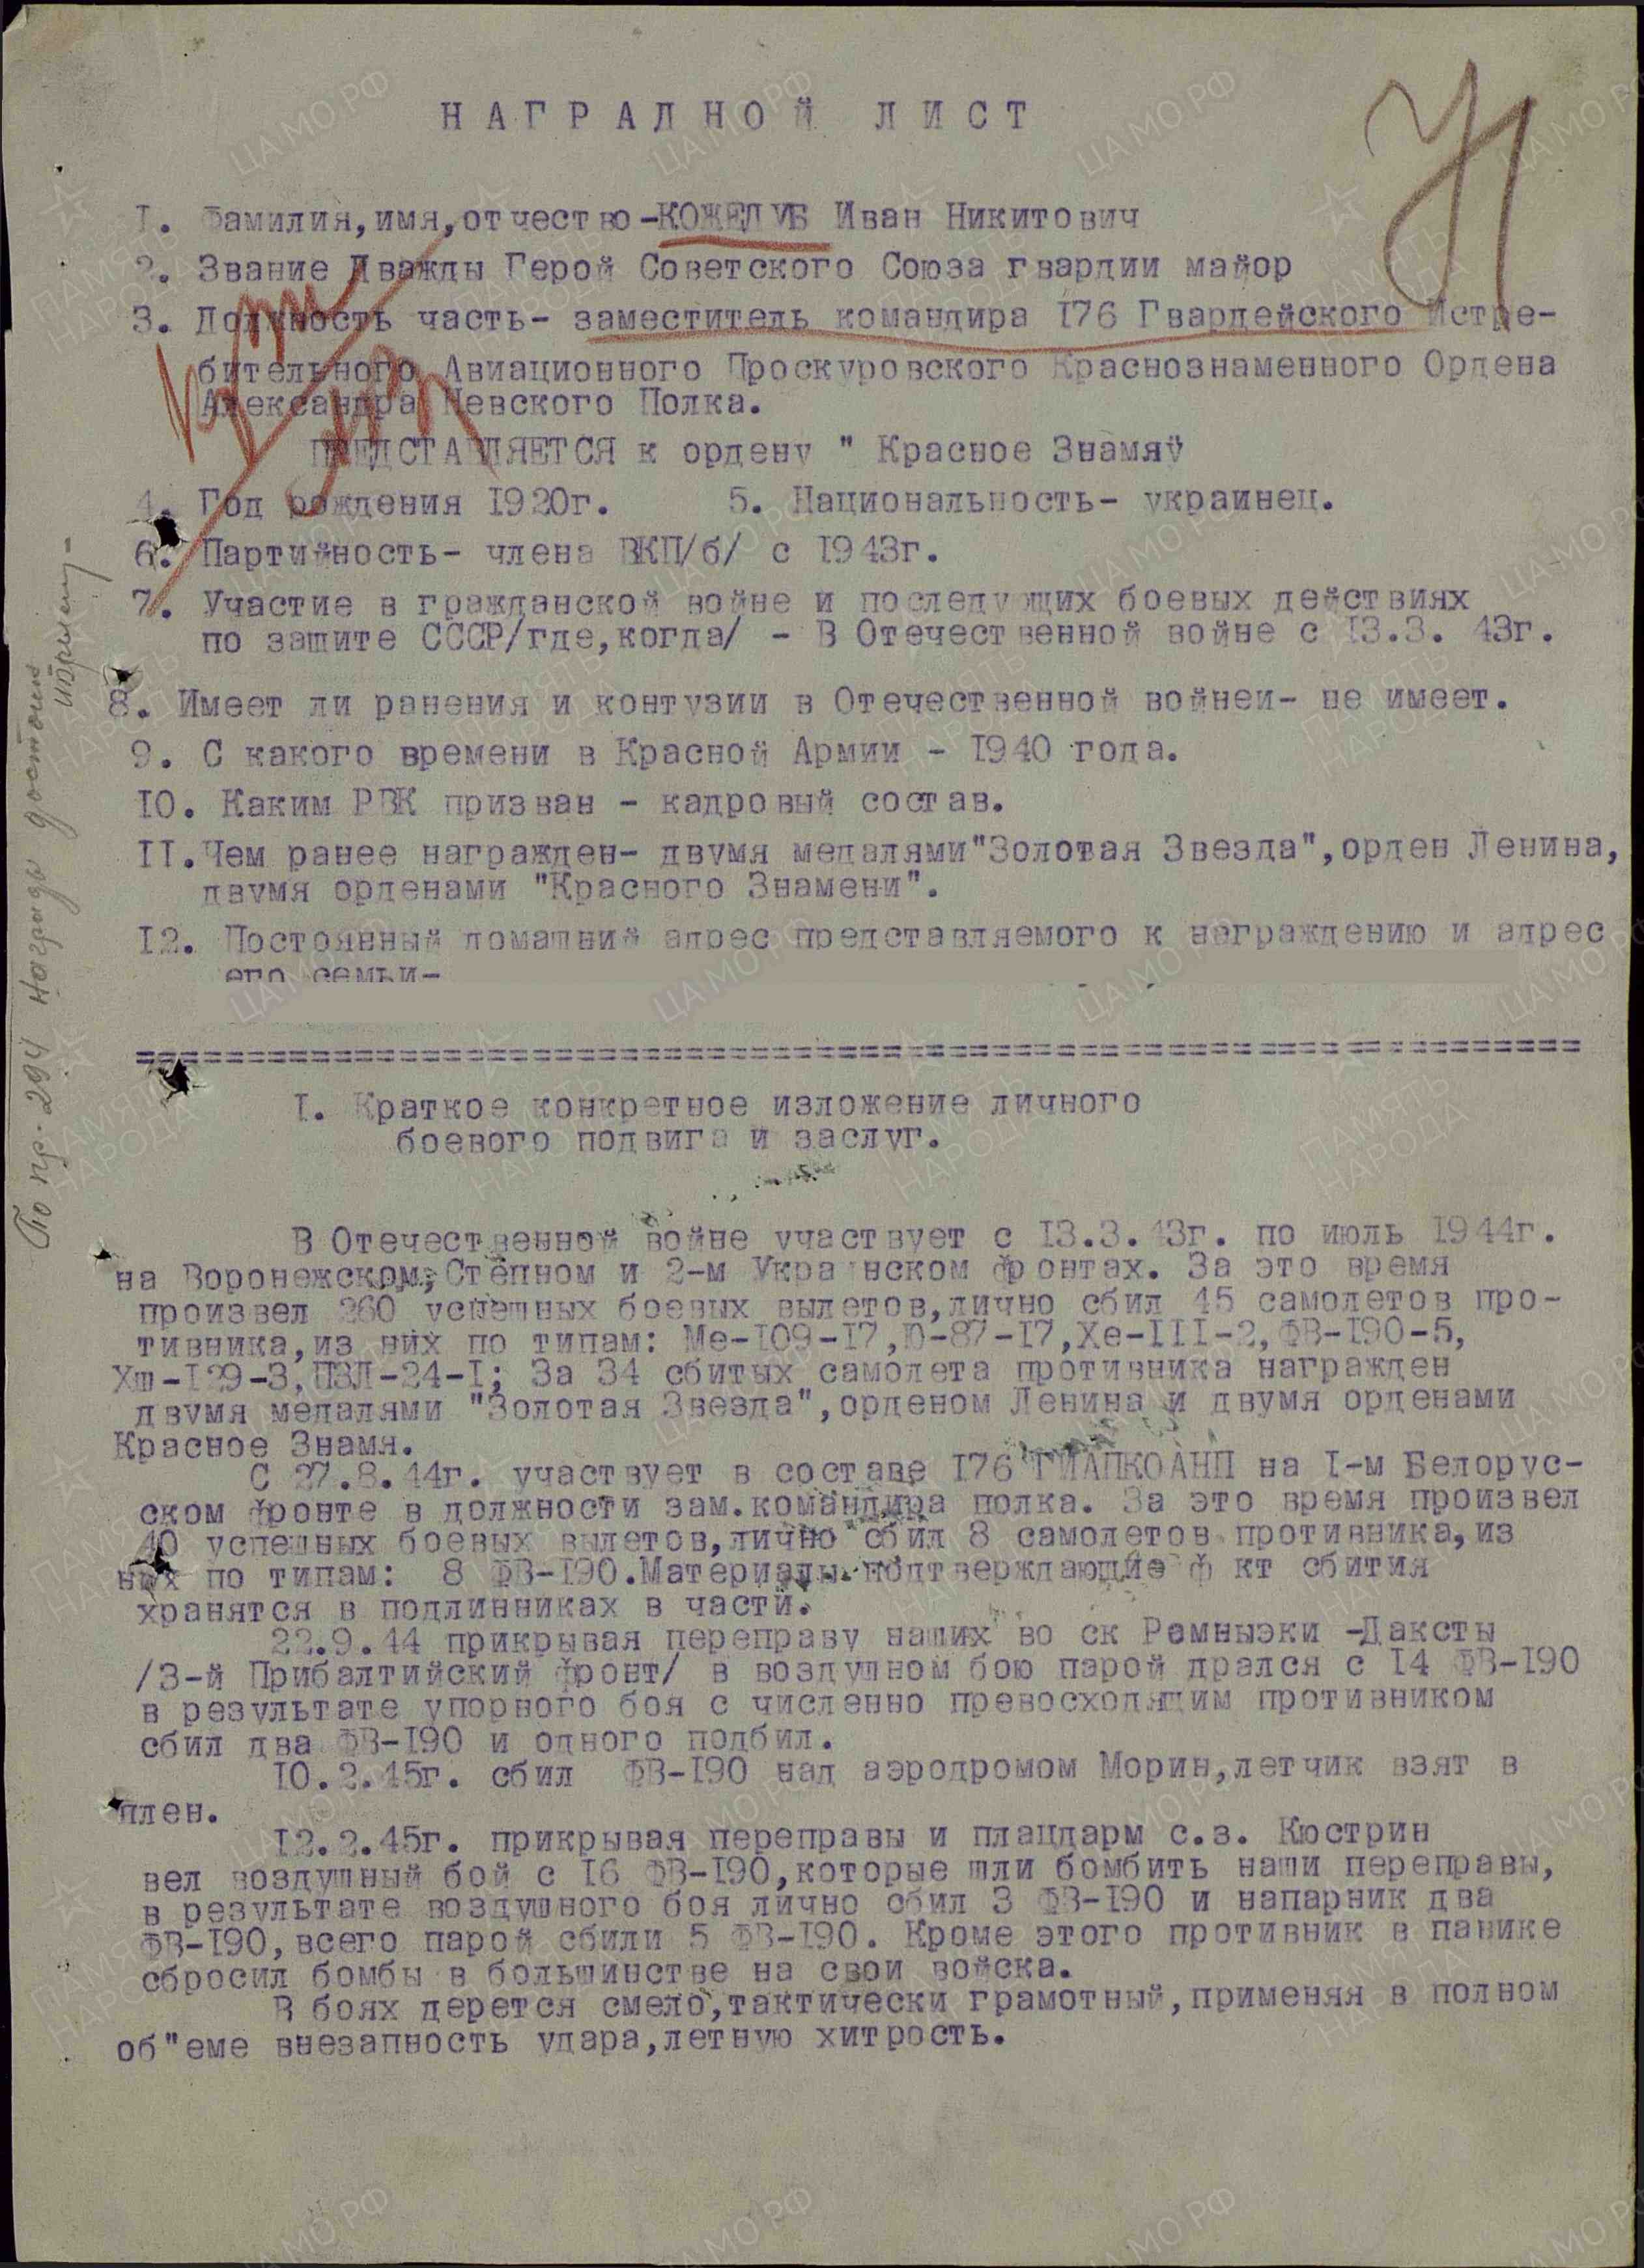 НАГРАДНОЙ ЛИСТ
1. Фамилия,имя,отчество-КОЖЕДУБ Иван Никитович
2. Звание Дважды Герой Советского Союза гвардии майор
3. Должность часть- заместитель командира 176 Гвардейского Истре-
бительного Авиационного Проскуровского Краснознаменного Ордена
Александра Невского Полка.
ПРЕДСТАВЛЯЕТСЯ к ордену " Красное Знамя"
4. Год рождения 1920г. 5. Национальность- украинец.
6. Партийность- члена ВКП/б/ с 1943г.
7. Участие в гражданской войне и последующих боевых действиях
по защите СССР/где,когда/ - В Отечественной войне с 13.3. 43г.
8. Имеет ли ранения и контузии в Отечественной войнеи- не имеет.
9. С какого времени в Красной Армии - 1940 года.
10. Каким РВК призван - кадровый состав.
11.Чем ранее награжден- двумя медалями"Золотая Звезда",орден Ленина,
двумя орденами "Красного Знамени".
12. Постоянный домашний адрес представляемого к награждению и адрес
его семьи-
По пр. 294 награды достоин
1. Краткое конкретное изложение личного
боевого подвига и заслуг.
В Отечественной войне участвует с 13.3.43г. по июль 1944г.
на Воронежском, Степном и 2-м Украинском фронтах. За это время
произвел 260 успешных боевых вылетов,лично сбил 45 самолетов про-
тивника,из них по типам: Ме-109-17,Ю-87-17,Хе-111-2,ФВ-190-5,
Хш-129-3,ПЗЛ-24-1; За 34 сбитых самолета противника награжден
двумя медалями "Золотая Звезда",орденом Ленина и двумя орденами
Красное Знамя.
С 27.8.44г. участвует в составе 176 ГИАПКОАНП на 1-м Белорус-
ском фронте в должности зам.командира полка. За это время произвел
40 успешных боевых вылетов,лично сбил 8 самолетов противника,из
них по типам: 8 ФВ-190.Материалы подтверждающие ф кт сбития
хранятся в подлинниках в части.
22.9.44 прикрывая переправу наших во ск Ромныэки -Дaксты
/3-й Прибалтийский фронт/ в воздушном бою парой дрался с 14 ФВ-190
в результате упорного боя с численно превосходящим противником
сбил два ФВ-190 и одного подбил.
10.2.45г. сбил ФВ-190 над аэродромом Морин,летчик взят в
плен.
12.2.45г. прикрывая переправы и плацдарм с.з. Кюстрин
вел воздушный бой с 16 ФВ-190,которые шли бомбить наши переправы,
в результате воздушного боя лично сбил 3 ФВ-190 и напарник два
ФВ-190,всего парой сбили 5 ФВ-190. Кроме этого противник в панике
сбросил бомбы в большинстве на свои войска.
В боях дерется смело,тактически грамотный,применяя в полном
об"еме внезапность удара,летную хитрость.